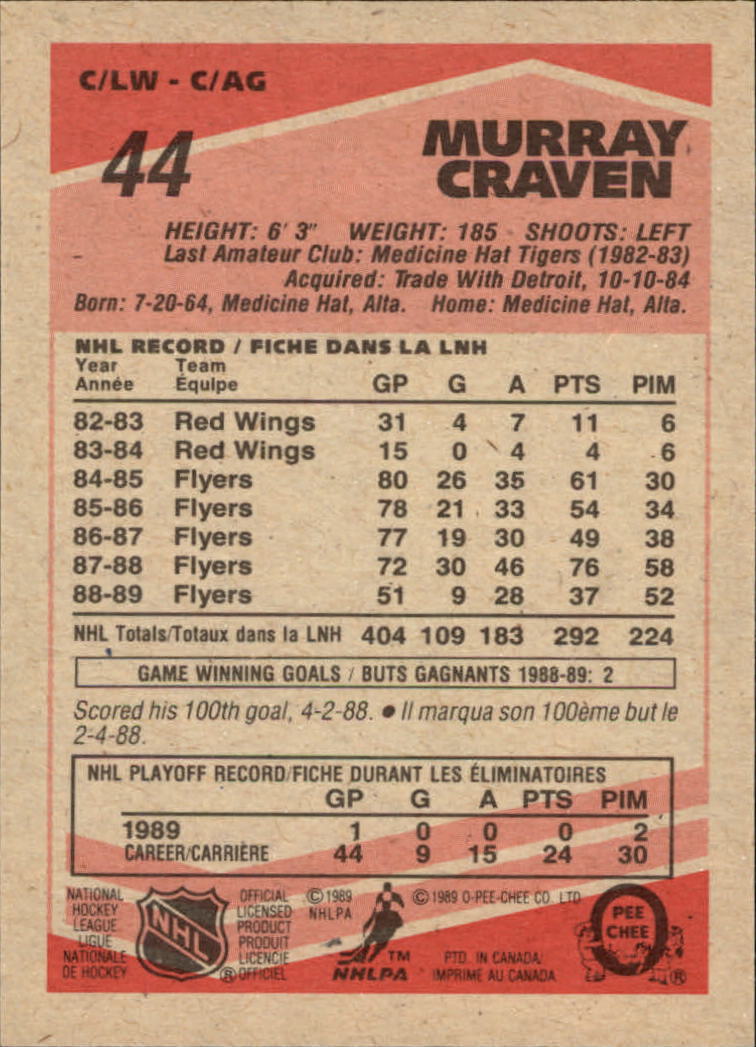 C/LW - C/AG
44
MURRAY
CRAVEN
HEIGHT: 6' 3" WEIGHT: 185 SHOOTS: LEFT
Last Amateur Club: Medicine Hat Tigers (1982-83)
Acquired: Trade With Detroit, 10-10-84
Born: 7-20-64, Medicine Hat, Alta. Home: Medicine Hat, Alta.
NHL RECORD / FICHE DANS LA LNH
Year Team
Année Équipe GP G A PTS PIM
82-83 Red Wings 31 4 7 11 6
83-84 Red Wings 15 0 4 4 6
84-85 Flyers 80 26 35 61 30
85-86 Flyers 78 21 33 54 34
86-87 Flyers 77 19 30 49 38
87-88 Flyers 72 30 46 76 58
88-89 Flyers 51 9 28 37 52
NHL Totals/Totaux dans la LNH 404 109 183 292 224
GAME WINNING GOALS / BUTS GAGNANTS 1988-89: 2
Scored his 100th goal, 4-2-88. ● Il marqua son 100ème but le
2-4-88.
NHL PLAYOFF RECORD/FICHE DURANT LES ÉLIMINATOIRES
GP G A PTS PIM
1989 1 0 0 0 2
CAREER/CARRIÈRE 44 9 15 24 30
NATIONAL
HOCKEY
LEAGUE
LIGUE
NATIONALE
DE HOCKEY
NHL
OFFICIAL
LICENSED
PRODUCT
PRODUIT
LICENCIE
® OFFICIEL
©1989
NHLPA
TM
NHLPA
©1989 O-PEE-CHEE CO. LTD
PTD. IN CANADA/
IMPRIME AU CANADA
PEE
CHEE
®